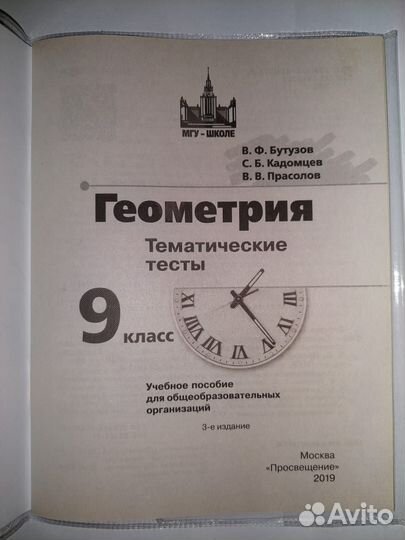 МГУ – ШКОЛЕ
В. Ф. Бутузов
С. Б. Кадомцев
В. В. Прасолов
Геометрия
Тематические
тесты
9 класс
Учебное пособие
для общеобразовательных
организаций
3-е издание
Москва
«Просвещение»
2019
Avito